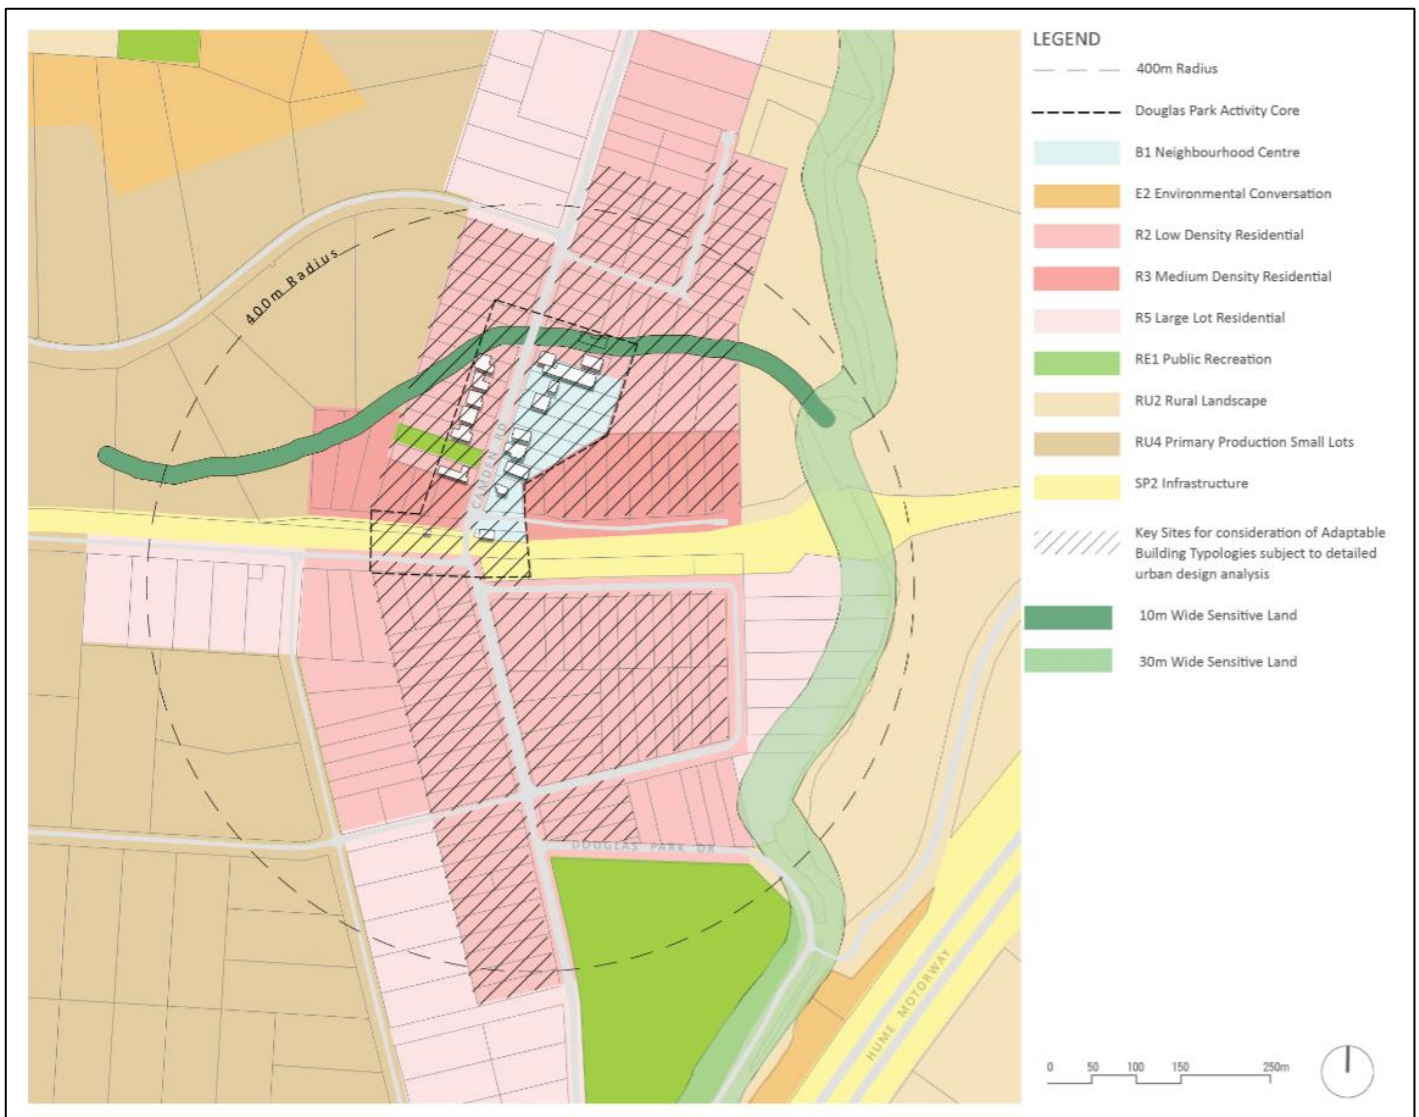 LEGEND
400m Radius
Douglas Park Activity Core
B1 Neighbourhood Centre
E2 Environmental Conversation
R2 Low Density Residential
R3 Medium Density Residential
R5 Large Lot Residential
RE1 Public Recreation
RU2 Rural Landscape
RU4 Primary Production Small Lots
SP2 Infrastructure
Key Sites for consideration of Adaptable
Building Typologies subject to detailed
urban design analysis
10m Wide Sensitive Land
30m Wide Sensitive Land
400m Radius
CAMDEN RD
DOUGLAS PARK DR
HUME MOTORWAY
0 50 100 150 250m